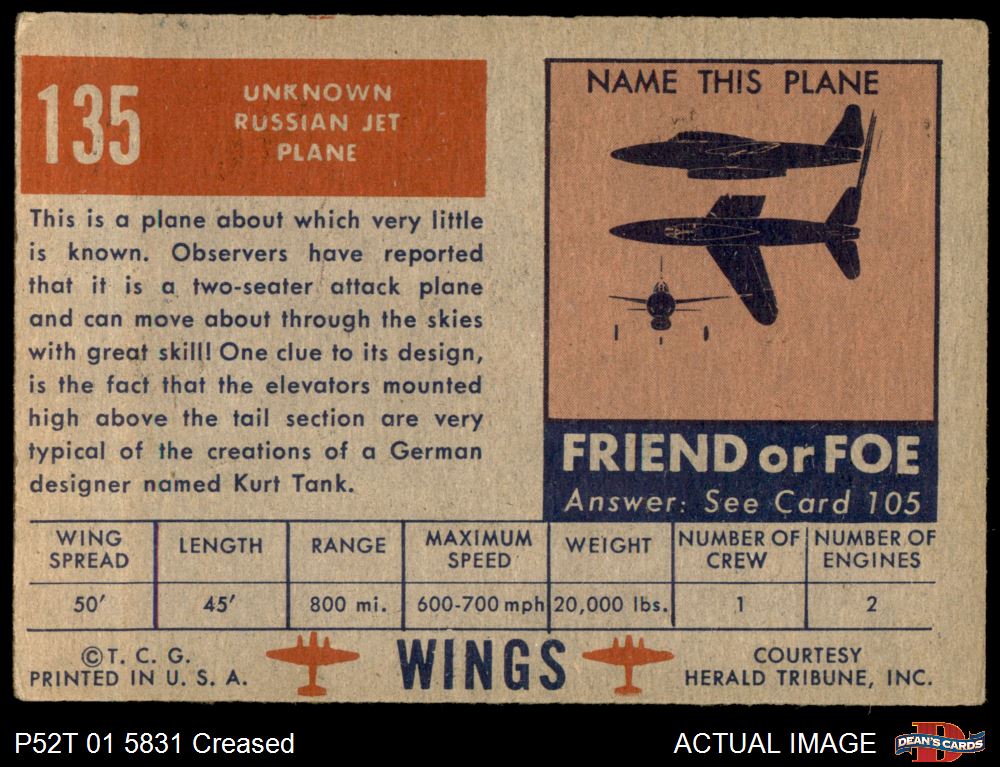 135
UNKNOWN
RUSSIAN JET
PLANE
This is a plane about which very little
is known. Observers have reported
that it is a two-seater attack plane
and can move about through the skies
with great skill! One clue to its design,
is the fact that the elevators mounted
high above the tail section are very
typical of the creations of a German
designer named Kurt Tank.
NAME THIS PLANE
FRIEND or FOE
Answer: See Card 105
WING SPREAD LENGTH RANGE MAXIMUM SPEED WEIGHT NUMBER OF CREW NUMBER OF ENGINES
50' 45' 800 mi. 600-700 mph 20,000 lbs. 1 2
©T. C. G.
PRINTED IN U. S. A.
WINGS
COURTESY
HERALD TRIBUNE, INC.
P52T 01 5831 Creased
ACTUAL IMAGE
D
DEAN'S CARDS